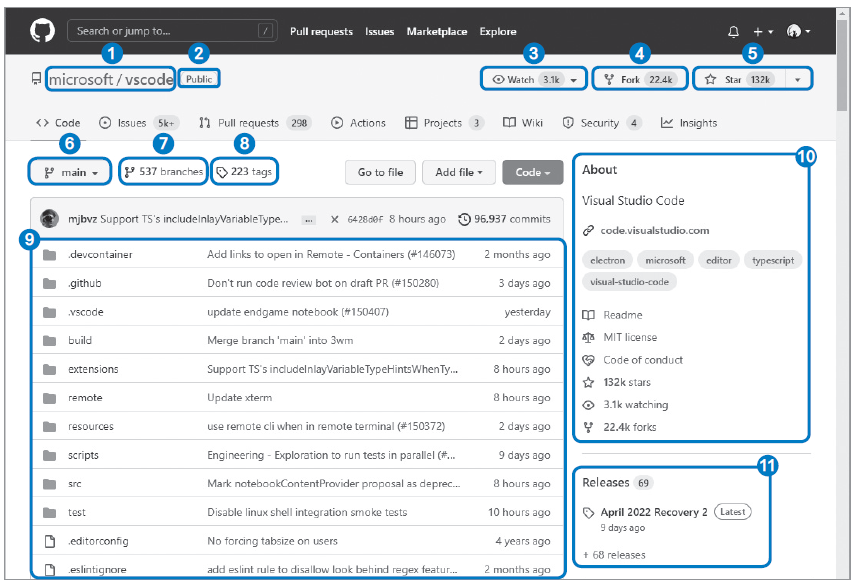 Search or jump to... /
Pull requests Issues Marketplace Explore
1 2 3 4 5
microsoft / vscode Public
Watch 3.1k Fork 22.4k Star 132k
Code Issues 5k+ Pull requests 298 Actions Projects 3 Wiki Security 4 Insights
6 7 8
main 537 branches 223 tags Go to file Add file Code
mjbvz Support TS's includeInlayVariableType... ... 6428d0f 8 hours ago 96,937 commits
9
.devcontainer Add links to open in Remote - Containers (#146073) 2 months ago
.github Don't run code review bot on draft PR (#150280) 3 days ago
.vscode update endgame notebook (#150407) yesterday
build Merge branch 'main' into 3wm 2 days ago
extensions Support TS's includeInlayVariableTypeHintsWhenTy... 8 hours ago
remote Update xterm 8 hours ago
resources use remote cli when in remote terminal (#150372) 2 days ago
scripts Engineering - Exploration to run tests in parallel (#... 9 days ago
src Mark notebookContentProvider proposal as deprec... 8 hours ago
test Disable linux shell integration smoke tests 10 hours ago
.editorconfig No forcing tabsize on users 4 years ago
.eslintignore add eslint rule to disallow look behind regex featur... 2 months ago
10
About
Visual Studio Code
code.visualstudio.com
electron microsoft editor typescript
visual-studio-code
Readme
MIT license
Code of conduct
132k stars
3.1k watching
22.4k forks
11
Releases 69
April 2022 Recovery 2 Latest
9 days ago
+ 68 releases